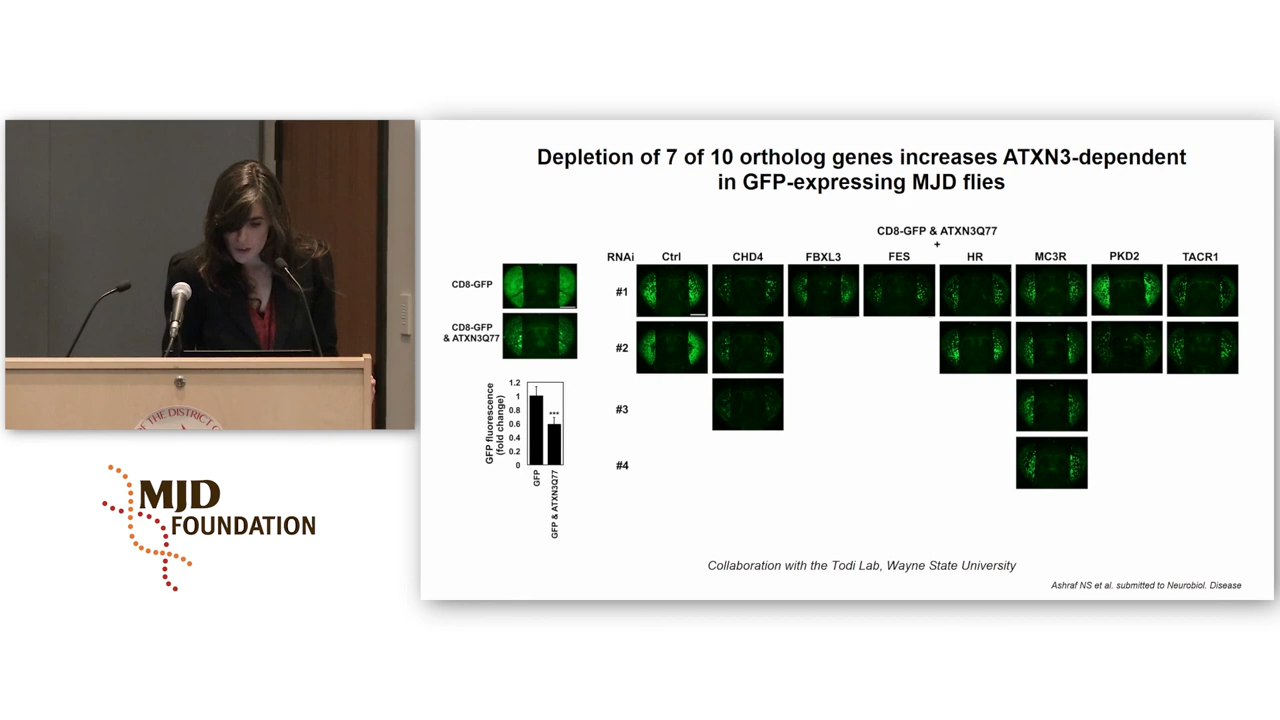 Depletion of 7 of 10 ortholog genes increases ATXN3-dependent
in GFP-expressing MJD flies
CD8-GFP & ATXN3Q77
+
RNAi Ctrl CHD4 FBXL3 FES HR MC3R PKD2 TACR1
CD8-GFP
#1
CD8-GFP
& ATXN3Q77
#2
#3
#4
GFP fluorescence
(fold change)
1.2
1
0.8
0.6
0.4
0.2
0
***
GFP
GFP & ATXN3Q77
OF THE DISTRICT
MJD
FOUNDATION
Collaboration with the Todi Lab, Wayne State University
Ashraf NS et al. submitted to Neurobiol. Disease